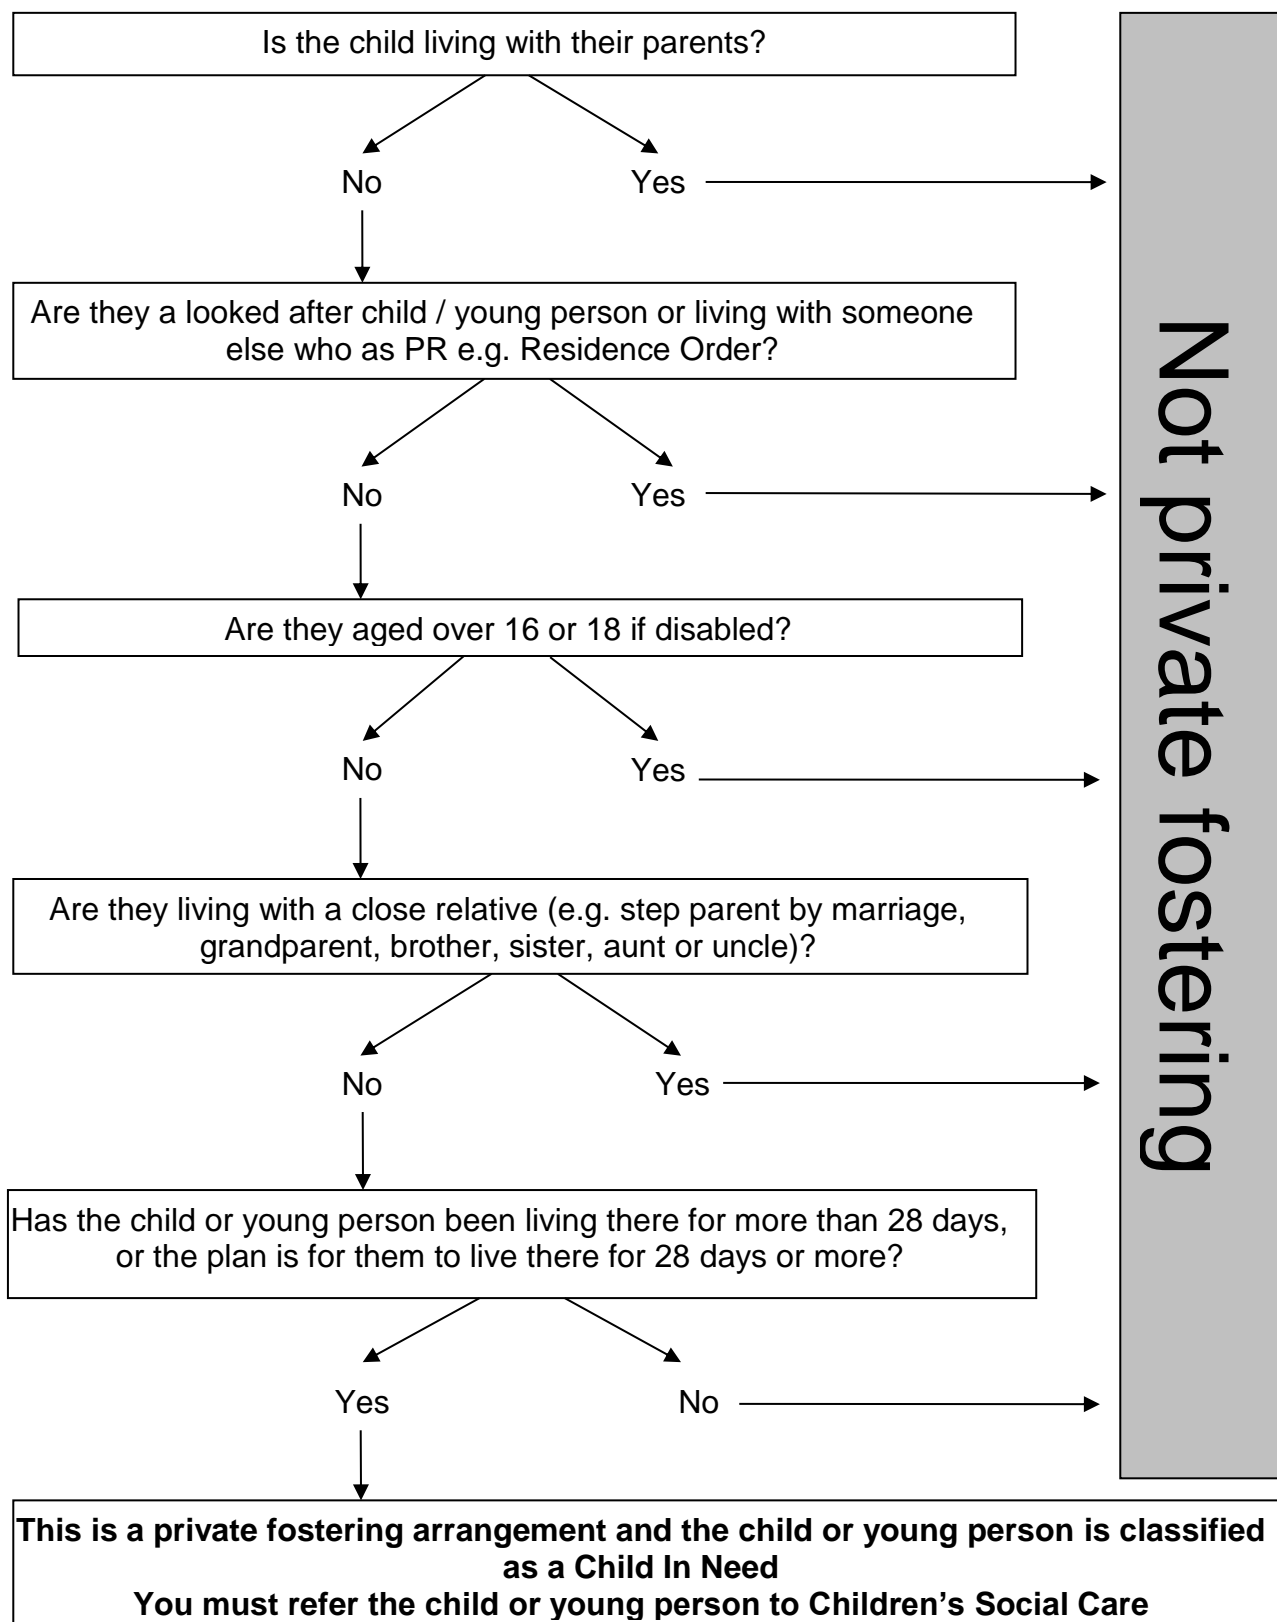 Is the child living with their parents?
No
Yes
Are they a looked after child / young person or living with someone
else who as PR e.g. Residence Order?
No
Yes
Are they aged over 16 or 18 if disabled?
No
Yes
Are they living with a close relative (e.g. step parent by marriage,
grandparent, brother, sister, aunt or uncle)?
No
Yes
Has the child or young person been living there for more than 28 days,
or the plan is for them to live there for 28 days or more?
Yes
No
Not private fostering
This is a private fostering arrangement and the child or young person is classified
as a Child In Need
You must refer the child or young person to Children's Social Care